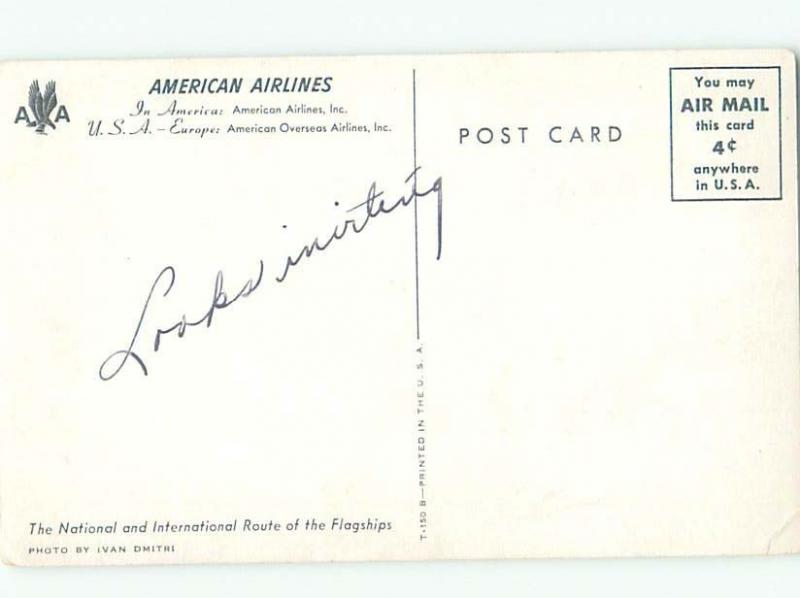 A A
AMERICAN AIRLINES
In America: American Airlines, Inc.
U. S. A. – Europe: American Overseas Airlines, Inc.
POST CARD
You may
AIR MAIL
this card
4¢
anywhere
in U.S.A.
Looks inviting
T-150 B—PRINTED IN THE U. S. A.
The National and International Route of the Flagships
PHOTO BY IVAN DMITRI